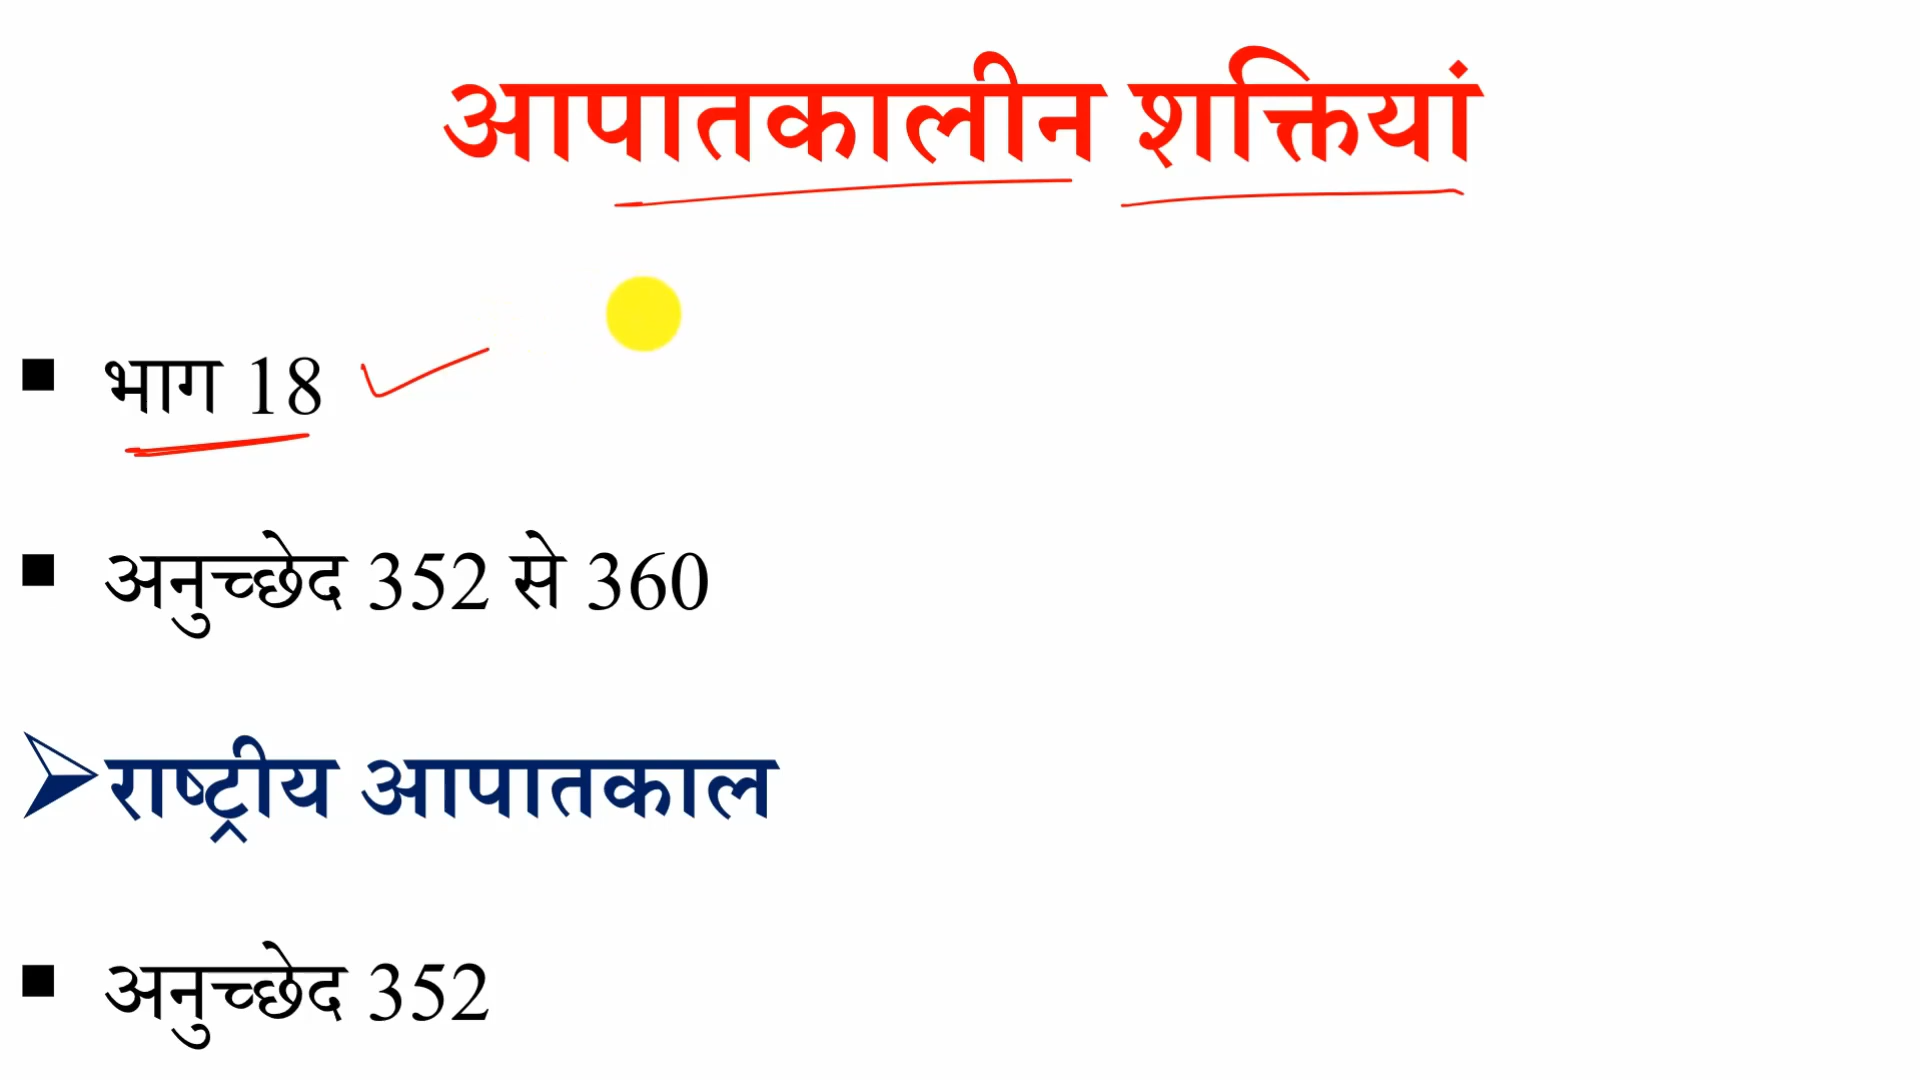 आपातकालीन शक्तियां
भाग 18
अनुच्छेद 352 से 360
राष्ट्रीय आपातकाल
अनुच्छेद 352